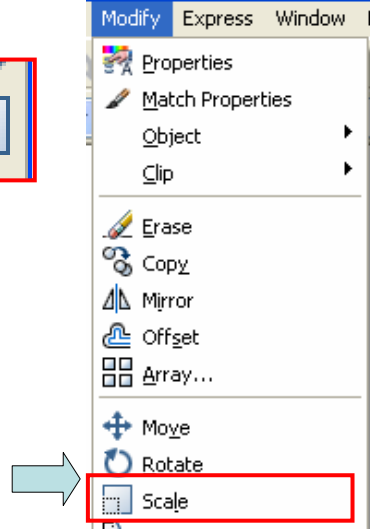 Modify Express Window
Properties
Match Properties
Object
Clip
Erase
Copy
Mirror
Offset
Array...
Move
Rotate
Scale